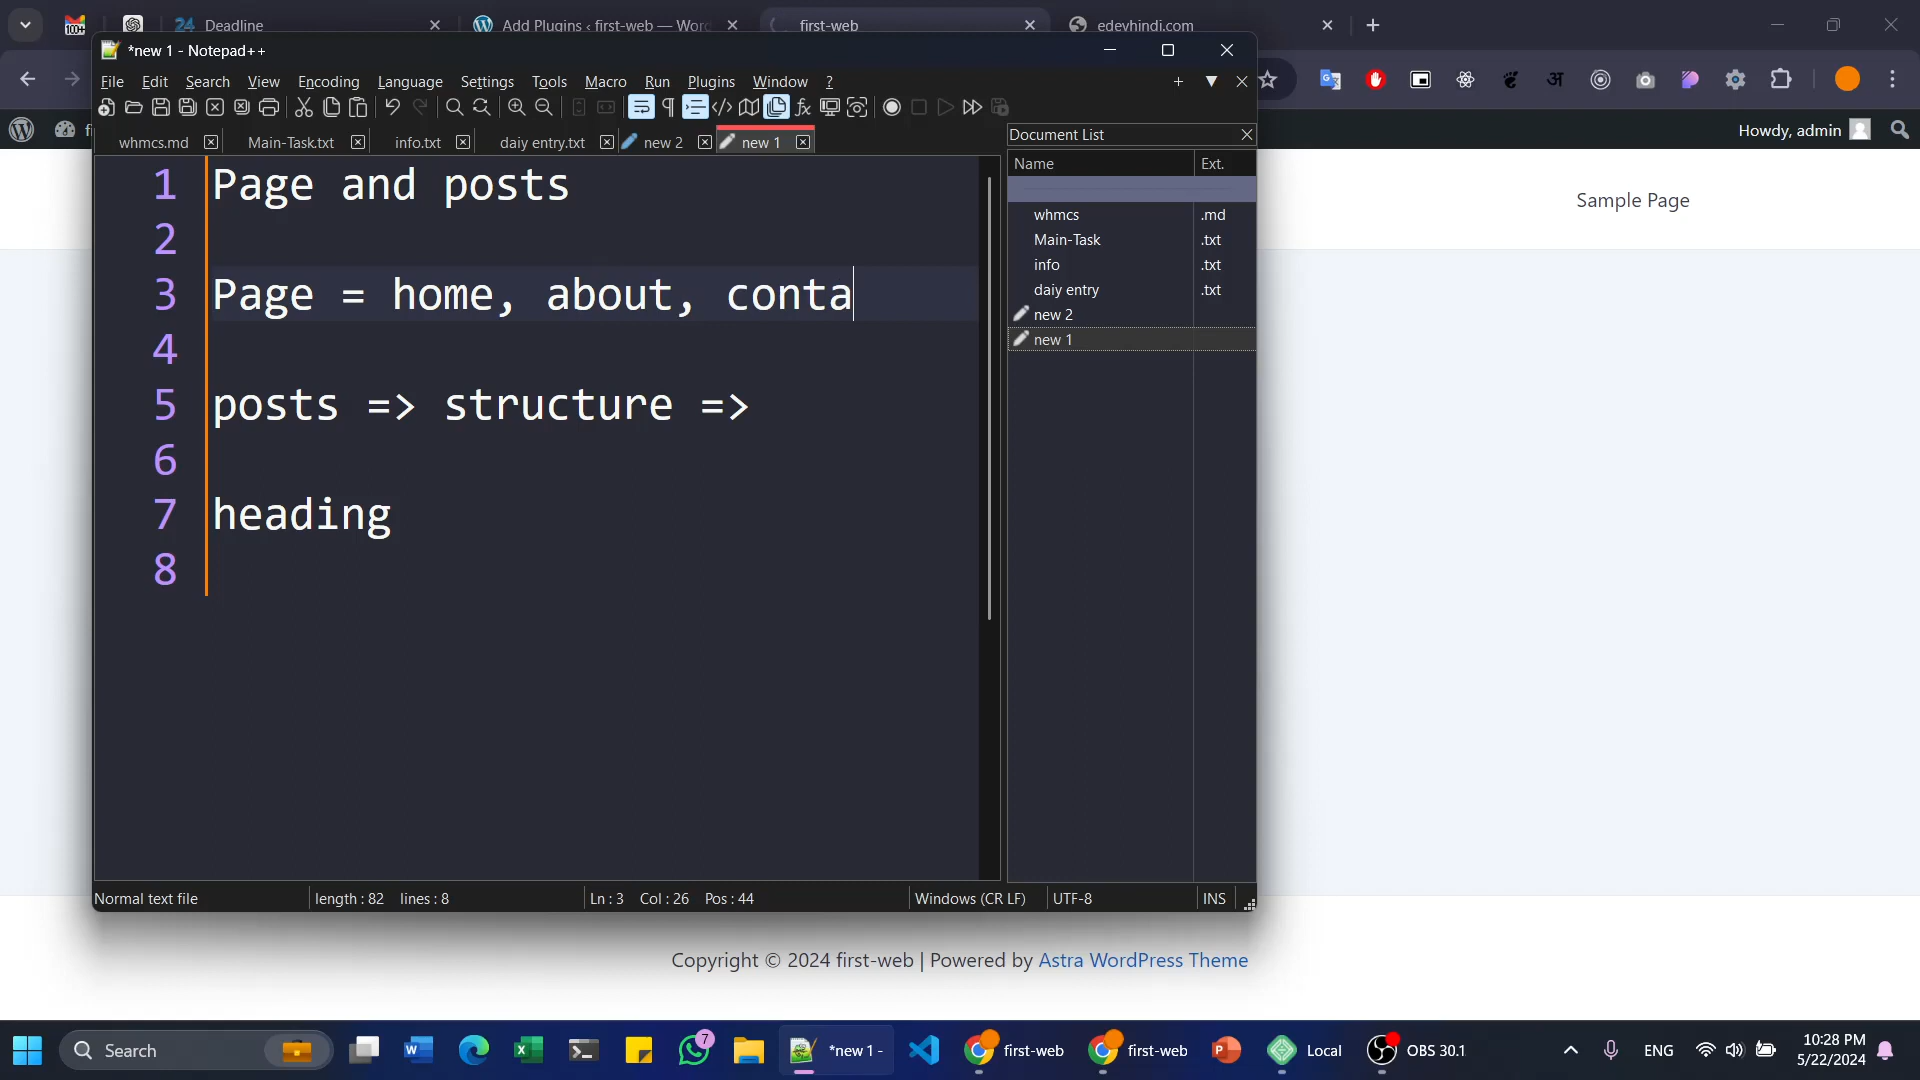 100+
24 Deadline
Add Plugins ‹ first-web — Word
first-web
edevhindi.com
*new 1 - Notepad++
File Edit Search View Encoding Language Settings Tools Macro Run Plugins Window ?
Howdy, admin
whmcs.md
Main-Task.txt
info.txt
daiy entry.txt
new 2
new 1
Document List
Name Ext.
whmcs .md
Main-Task .txt
info .txt
daiy entry .txt
new 2
new 1
Sample Page
1 Page and posts
2
3 Page = home, about, conta
4
5 posts => structure =>
6
7 heading
8
Normal text file length : 82 lines : 8 Ln : 3 Col : 26 Pos : 44 Windows (CR LF) UTF-8 INS
Copyright © 2024 first-web | Powered by Astra WordPress Theme
Search
7
*new 1 -
first-web
first-web
Local
OBS 30.1
ENG
10:28 PM
5/22/2024